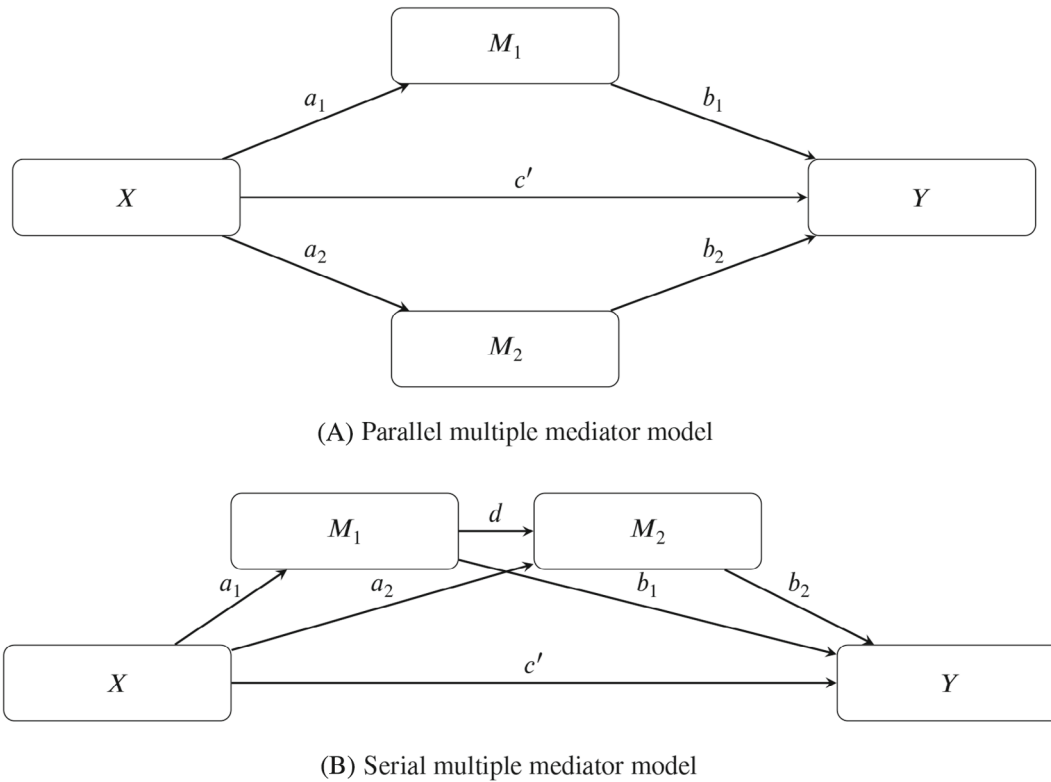 M₁
a₁
b₁
X
c′
Y
a₂
b₂
M₂
(A) Parallel multiple mediator model
M₁
d
M₂
a₁
a₂
b₁
b₂
X
c′
Y
(B) Serial multiple mediator model